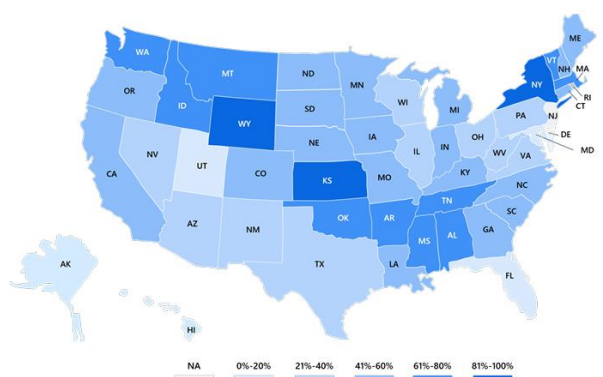 ME
WA
VT
NH
MA
MT
ND
MN
OR
NY
RI
CT
ID
SD
WI
MI
WY
PA
NJ
IA
NE
OH
DE
IL
IN
MD
NV
UT
WV
VA
CO
CA
KS
MO
KY
NC
TN
OK
AR
SC
AZ
NM
MS
AL
GA
TX
LA
AK
FL
HI
NA 0%-20% 21%-40% 41%-60% 61%-80% 81%-100%